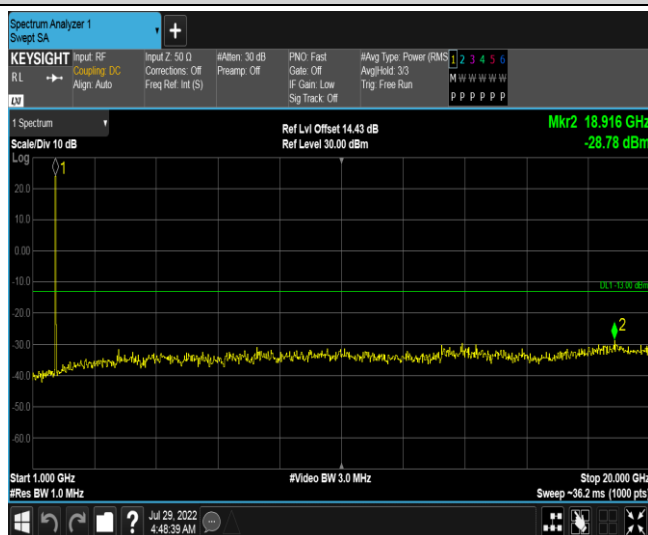 Spectrum Analyzer 1
Swept SA
+
KEYSIGHT
RL
LXI
Input: RF
Coupling: DC
Align: Auto
Input Z: 50 Ω
Corrections: Off
Freq Ref: Int (S)
#Atten: 30 dB
Preamp: Off
PNO: Fast
Gate: Off
IF Gain: Low
Sig Track: Off
#Avg Type: Power (RMS
Avg|Hold: 3/3
Trig: Free Run
1 2 3 4 5 6
M W W W W W
P P P P P P
1 Spectrum
Scale/Div 10 dB
Log
Ref Lvl Offset 14.43 dB
Ref Level 30.00 dBm
Mkr2 18.916 GHz
-28.78 dBm
1
20.0
10.0
0.00
-10.0
DL1 -13.00 dBm
2
-20.0
-30.0
-40.0
-50.0
-60.0
Start 1.000 GHz
#Res BW 1.0 MHz
#Video BW 3.0 MHz
Stop 20.000 GHz
Sweep ~36.2 ms (1000 pts)
?
Jul 29, 2022
4:48:39 AM